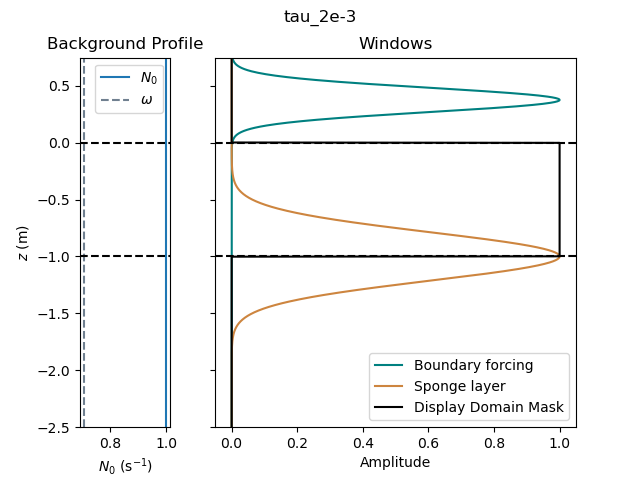 tau_2e-3
Background Profile
Windows
N₀
ω
0.5
0.0
−0.5
−1.0
−1.5
−2.0
−2.5
z (m)
0.8 1.0
N₀ (s⁻¹)
Boundary forcing
Sponge layer
Display Domain Mask
0.0 0.2 0.4 0.6 0.8 1.0
Amplitude